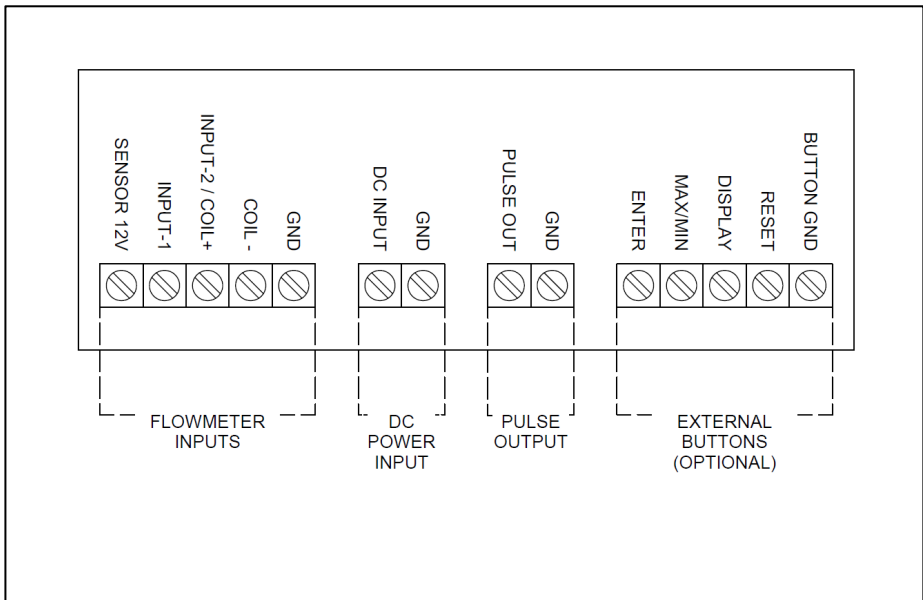 SENSOR 12V
INPUT-1
INPUT-2 / COIL+
COIL -
GND
DC INPUT
GND
PULSE OUT
GND
ENTER
MAX/MIN
DISPLAY
RESET
BUTTON GND
FLOWMETER
INPUTS
DC
POWER
INPUT
PULSE
OUTPUT
EXTERNAL
BUTTONS
(OPTIONAL)